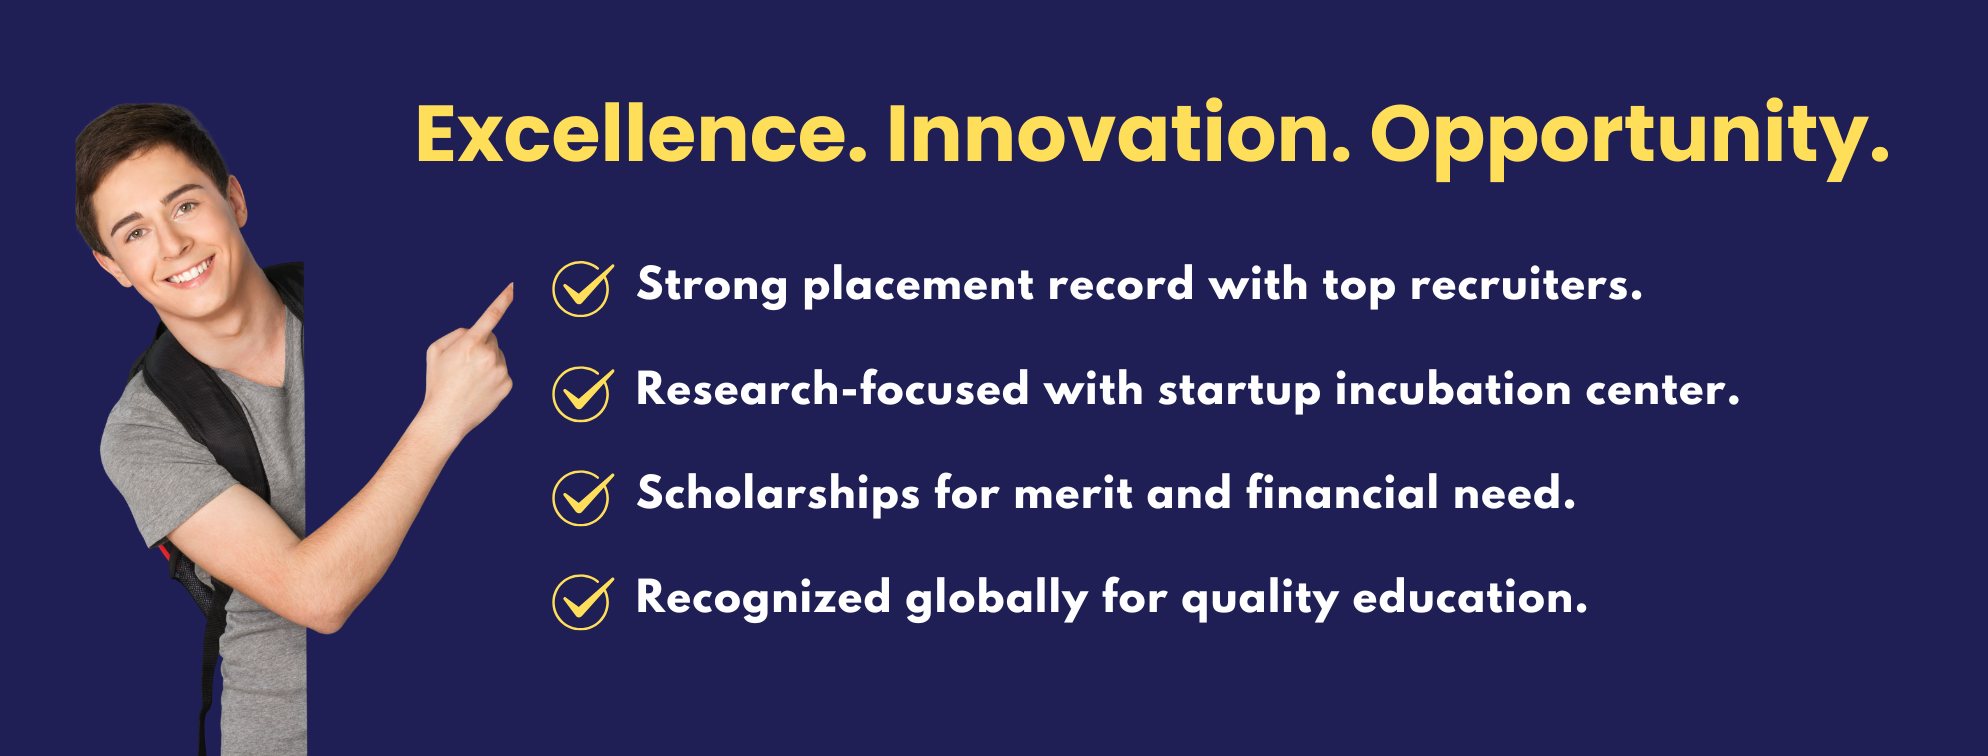 Excellence. Innovation. Opportunity.
Strong placement record with top recruiters.
Research-focused with startup incubation center.
Scholarships for merit and financial need.
Recognized globally for quality education.